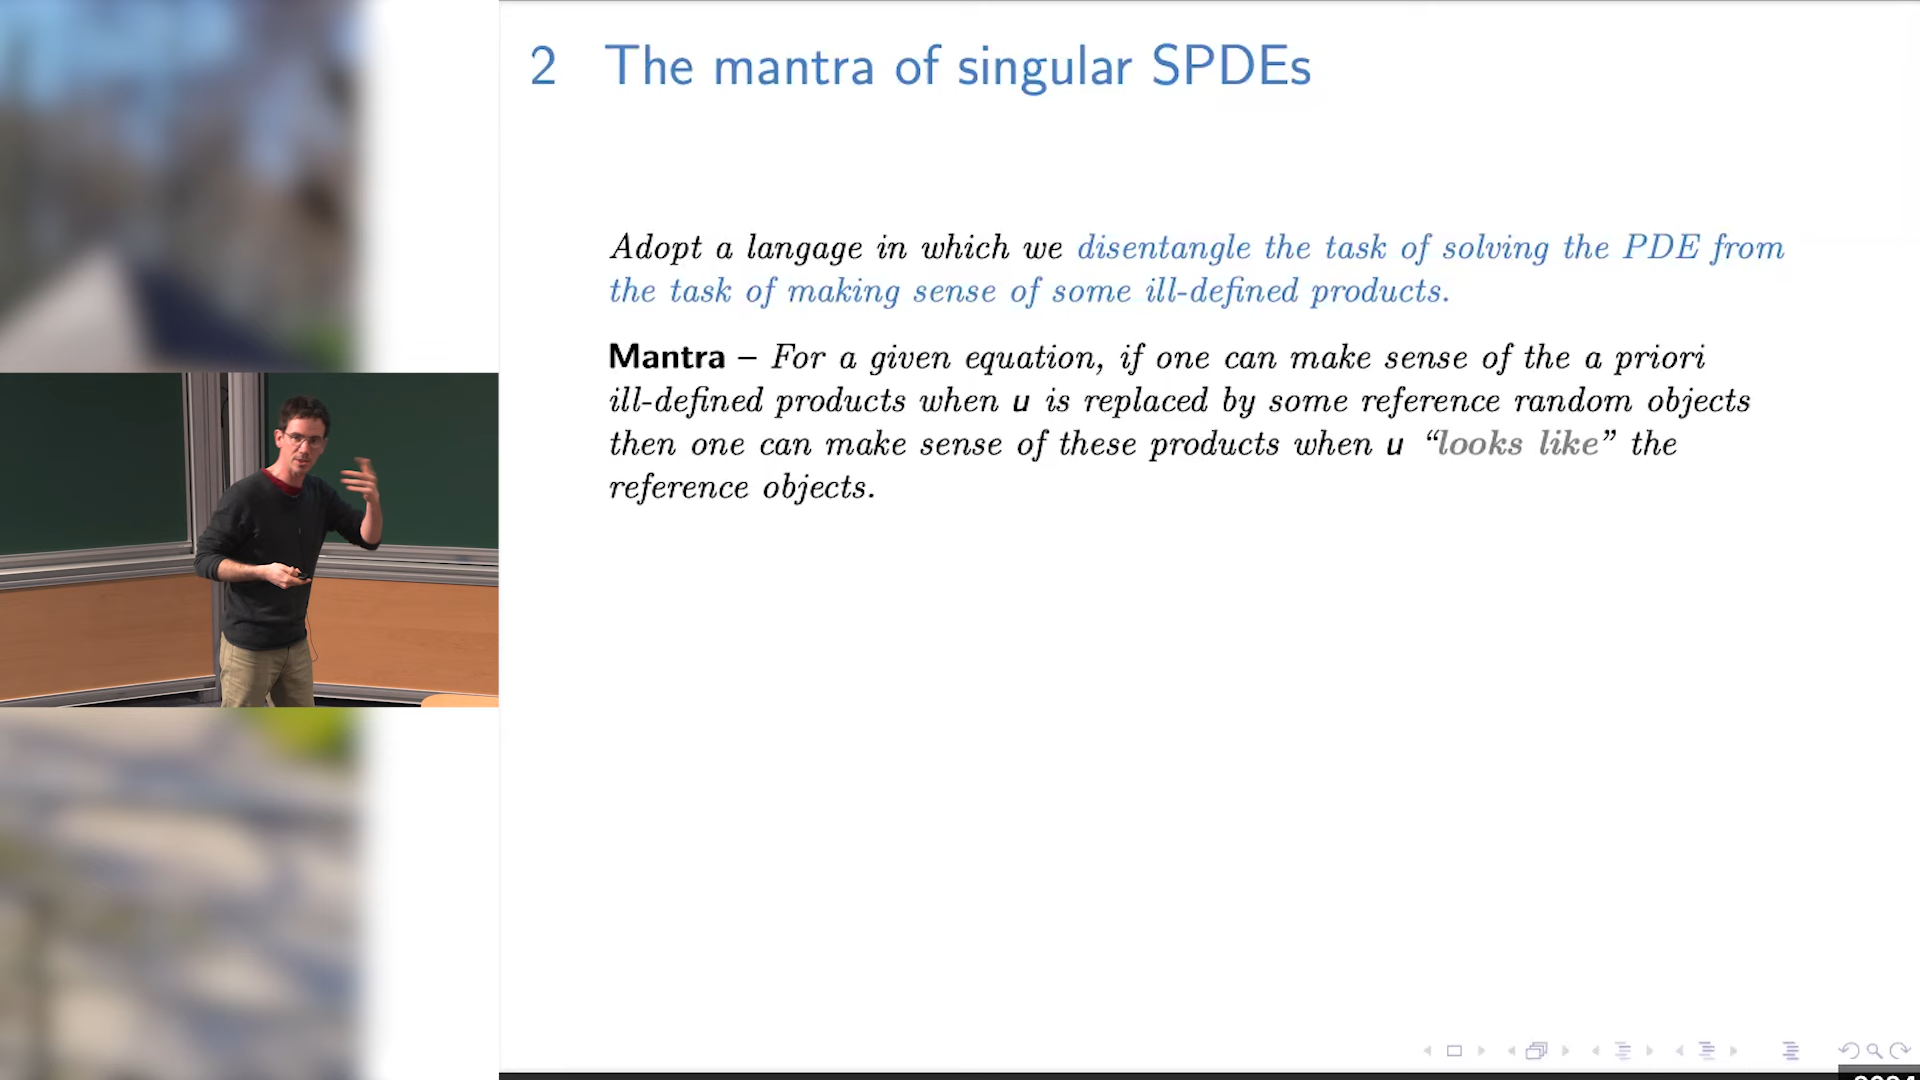 2 The mantra of singular SPDEs
Adopt a langage in which we disentangle the task of solving the PDE from
the task of making sense of some ill-defined products.
Mantra – For a given equation, if one can make sense of the a priori
ill-defined products when u is replaced by some reference random objects
then one can make sense of these products when u “looks like” the
reference objects.